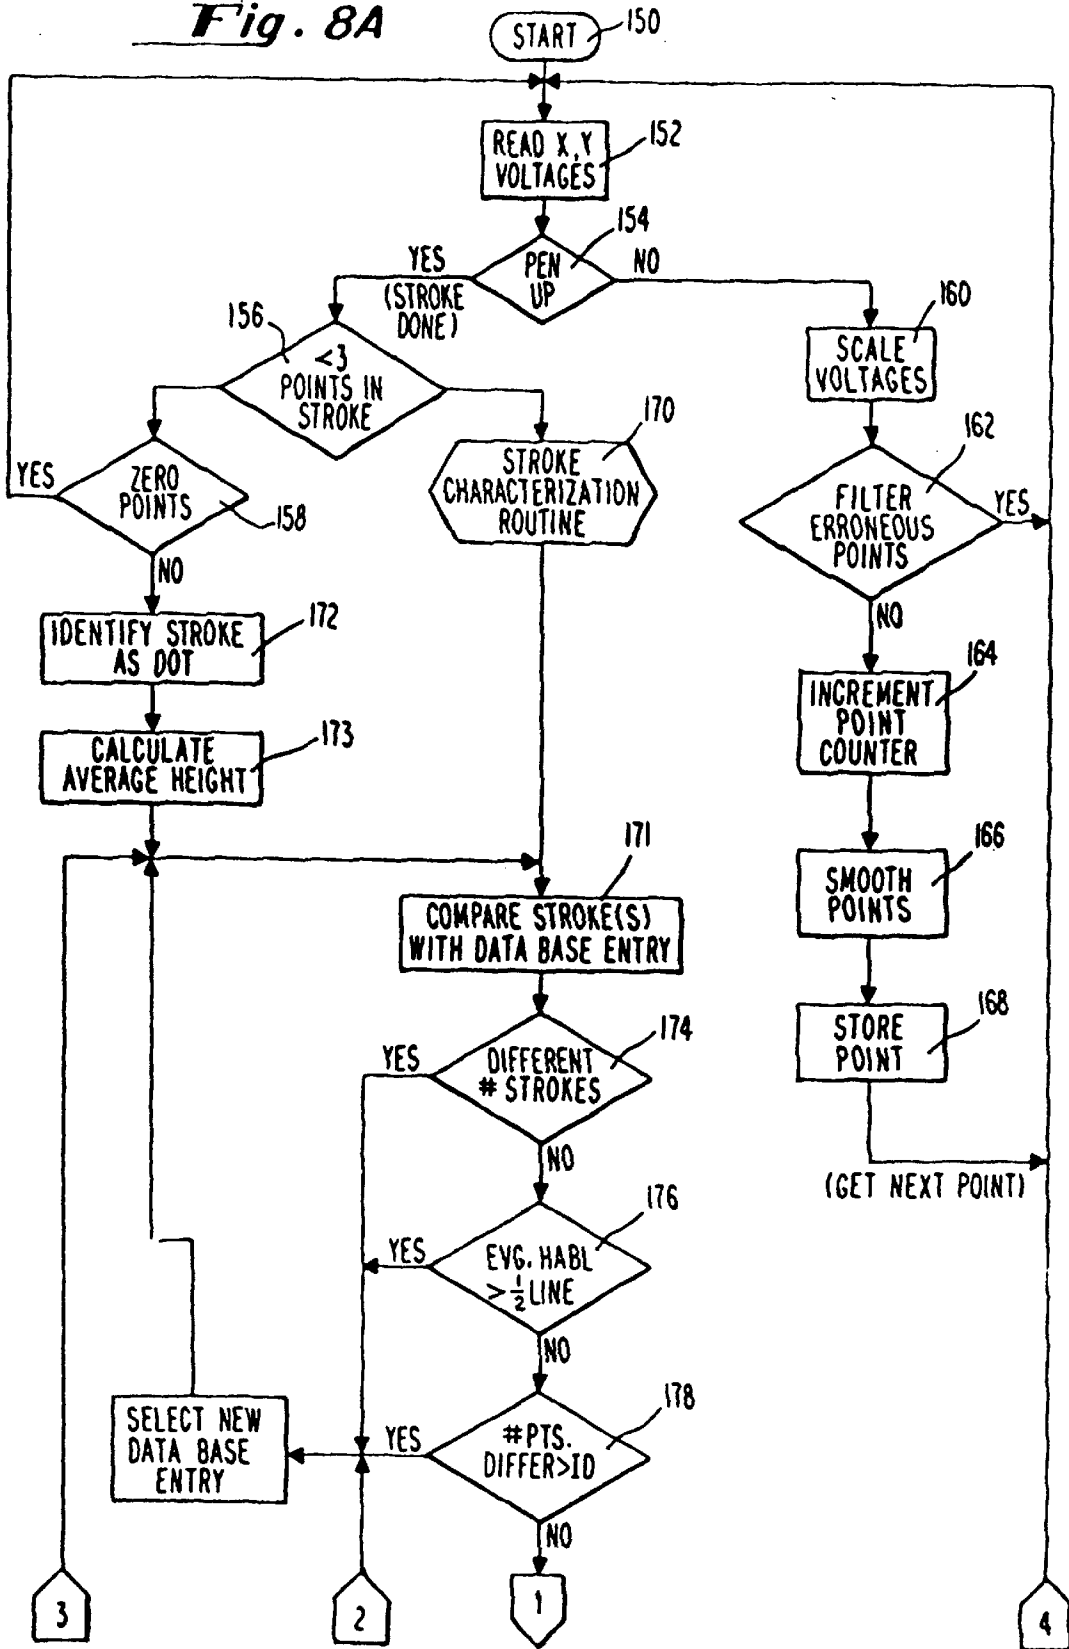 Fig. 8A
START
150
READ X,Y
VOLTAGES
152
PEN
UP
154
YES
(STROKE
DONE)
NO
156
<3
POINTS IN
STROKE
160
SCALE
VOLTAGES
170
STROKE
CHARACTERIZATION
ROUTINE
162
FILTER
ERRONEOUS
POINTS
YES
NO
YES
ZERO
POINTS
158
NO
IDENTIFY STROKE
AS DOT
172
CALCULATE
AVERAGE HEIGHT
173
INCREMENT
POINT
COUNTER
164
SMOOTH
POINTS
166
STORE
POINT
168
(GET NEXT POINT)
171
COMPARE STROKE(S)
WITH DATA BASE ENTRY
174
YES
DIFFERENT
# STROKES
NO
176
YES
EVG. HABL
>½ LINE
NO
178
YES
#PTS.
DIFFER>ID
NO
SELECT NEW
DATA BASE
ENTRY
3
2
1
4